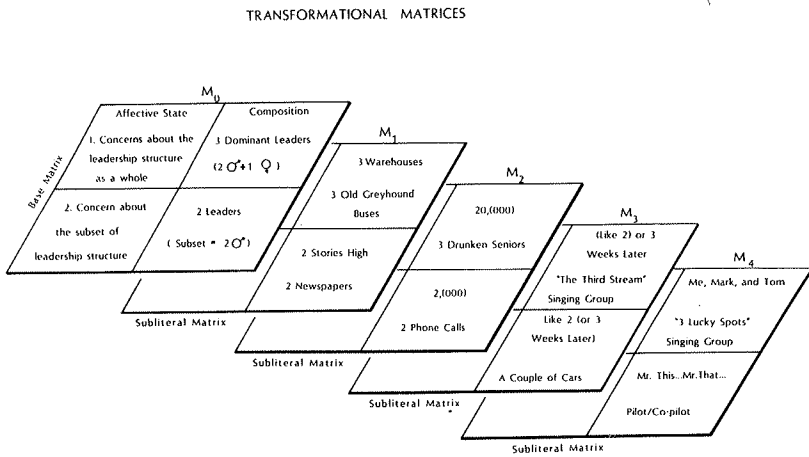 TRANSFORMATIONAL MATRICES
M0
Base Matrix
Affective State
1. Concerns about the
leadership structure
as a whole
Composition
3 Dominant Leaders
(2 ♂+1 ♀)
2. Concern about
the subset of
leadership structure
2 Leaders
(Subset = 2♂)
M1
3 Warehouses
3 Old Greyhound
Buses
2 Stories High
2 Newspapers
Subliteral Matrix
M2
20,(000)
3 Drunken Seniors
2,(000)
2 Phone Calls
Subliteral Matrix
M3
(Like 2) or 3
Weeks Later
"The Third Stream"
Singing Group
Like 2 (or 3
Weeks Later)
A Couple of Cars
Subliteral Matrix
M4
Me, Mark, and Tom
"3 Lucky Spots"
Singing Group
Mr. This...Mr.That...
Pilot/Co-pilot
Subliteral Matrix